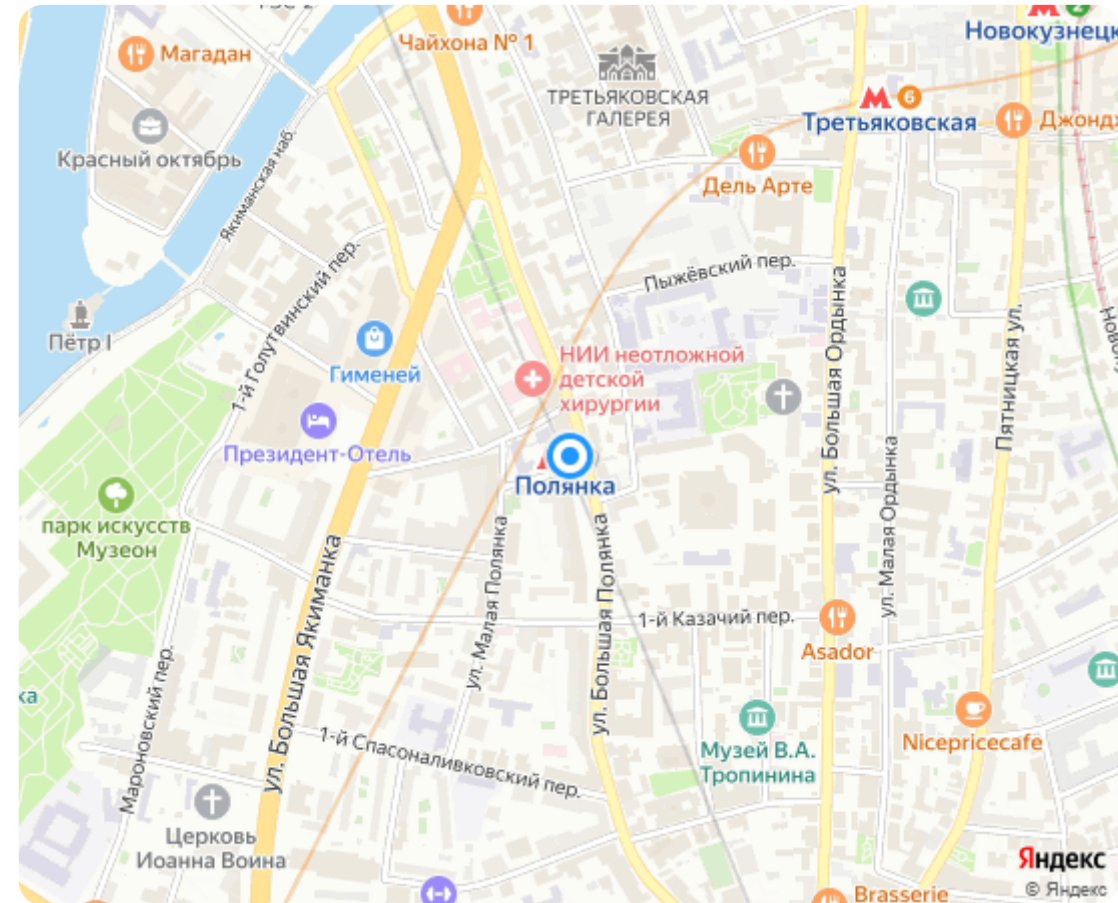 Магадан
Чайхона № 1
Новокузнецк
ТРЕТЬЯКОВСКАЯ
ГАЛЕРЕЯ
6
2
Третьяковская
Джондж
Красный октябрь
Якиманская наб.
Дель Арте
1-й Голутвинский пер.
Пыжёвский пер.
ул. Большая Ордынка
Пятницкая ул.
Пётр I
Гименей
НИИ неотложной
детской
хирургии
Президент-Отель
Полянка
парк искусств
Музеон
ул. Малая Ордынка
ул. Малая Полянка
ул. Большая Полянка
ул. Большая Якиманка
1-й Казачий пер.
Asador
Мароновский пер.
ка
1-й Спасоналивковский пер.
Музей В.А.
Тропинина
Nicepricecafe
Церковь
Иоанна Воина
Яндекс
© Яндекс
Brasserie